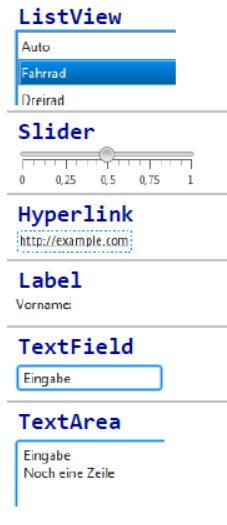 ListView
Auto
Fahrrad
Dreirad
Slider
0 0,25 0,5 0,75 1
Hyperlink
http://example.com
Label
Vorname:
TextField
Eingabe
TextArea
Eingabe
Noch eine Zeile